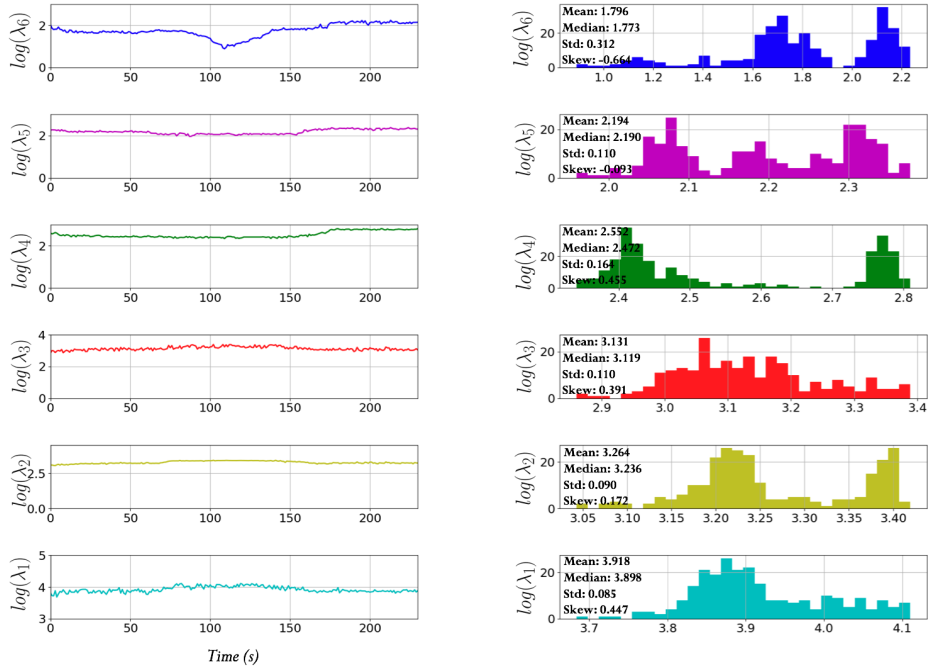 log(λ6)
2
0
0 50 100 150 200
log(λ6)
20
0
Mean: 1.796
Median: 1.773
Std: 0.312
Skew: -0.664
1.0 1.2 1.4 1.6 1.8 2.0 2.2
log(λ5)
2
0
0 50 100 150 200
log(λ5)
20
0
Mean: 2.194
Median: 2.190
Std: 0.110
Skew: -0.093
2.0 2.1 2.2 2.3
log(λ4)
2
0
0 50 100 150 200
log(λ4)
20
0
Mean: 2.552
Median: 2.472
Std: 0.164
Skew: 0.455
2.4 2.5 2.6 2.7 2.8
log(λ3)
4
2
0
0 50 100 150 200
log(λ3)
20
0
Mean: 3.131
Median: 3.119
Std: 0.110
Skew: 0.391
2.9 3.0 3.1 3.2 3.3 3.4
log(λ2)
2.5
0.0
0 50 100 150 200
log(λ2)
20
0
Mean: 3.264
Median: 3.236
Std: 0.090
Skew: 0.172
3.05 3.10 3.15 3.20 3.25 3.30 3.35 3.40
log(λ1)
5
4
3
0 50 100 150 200
Time (s)
log(λ1)
20
0
Mean: 3.918
Median: 3.898
Std: 0.085
Skew: 0.447
3.7 3.8 3.9 4.0 4.1